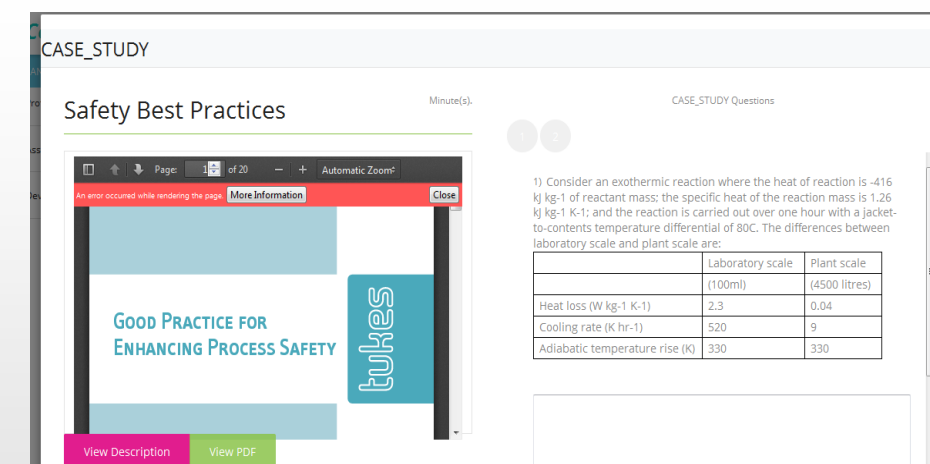 CASE_STUDY
Safety Best Practices
Minute(s).
Page: 1 of 20 − + Automatic Zoom
An error occurred while rendering the page. More Information Close
GOOD PRACTICE FOR
ENHANCING PROCESS SAFETY
tukes
View Description View PDF
CASE_STUDY Questions
1 2
1) Consider an exothermic reaction where the heat of reaction is -416
kJ kg-1 of reactant mass; the specific heat of the reaction mass is 1.26
kJ kg-1 K-1; and the reaction is carried out over one hour with a jacket-
to-contents temperature differential of 80C. The differences between
laboratory scale and plant scale are:
Laboratory scale Plant scale
(100ml) (4500 litres)
Heat loss (W kg-1 K-1) 2.3 0.04
Cooling rate (K hr-1) 520 9
Adiabatic temperature rise (K) 330 330